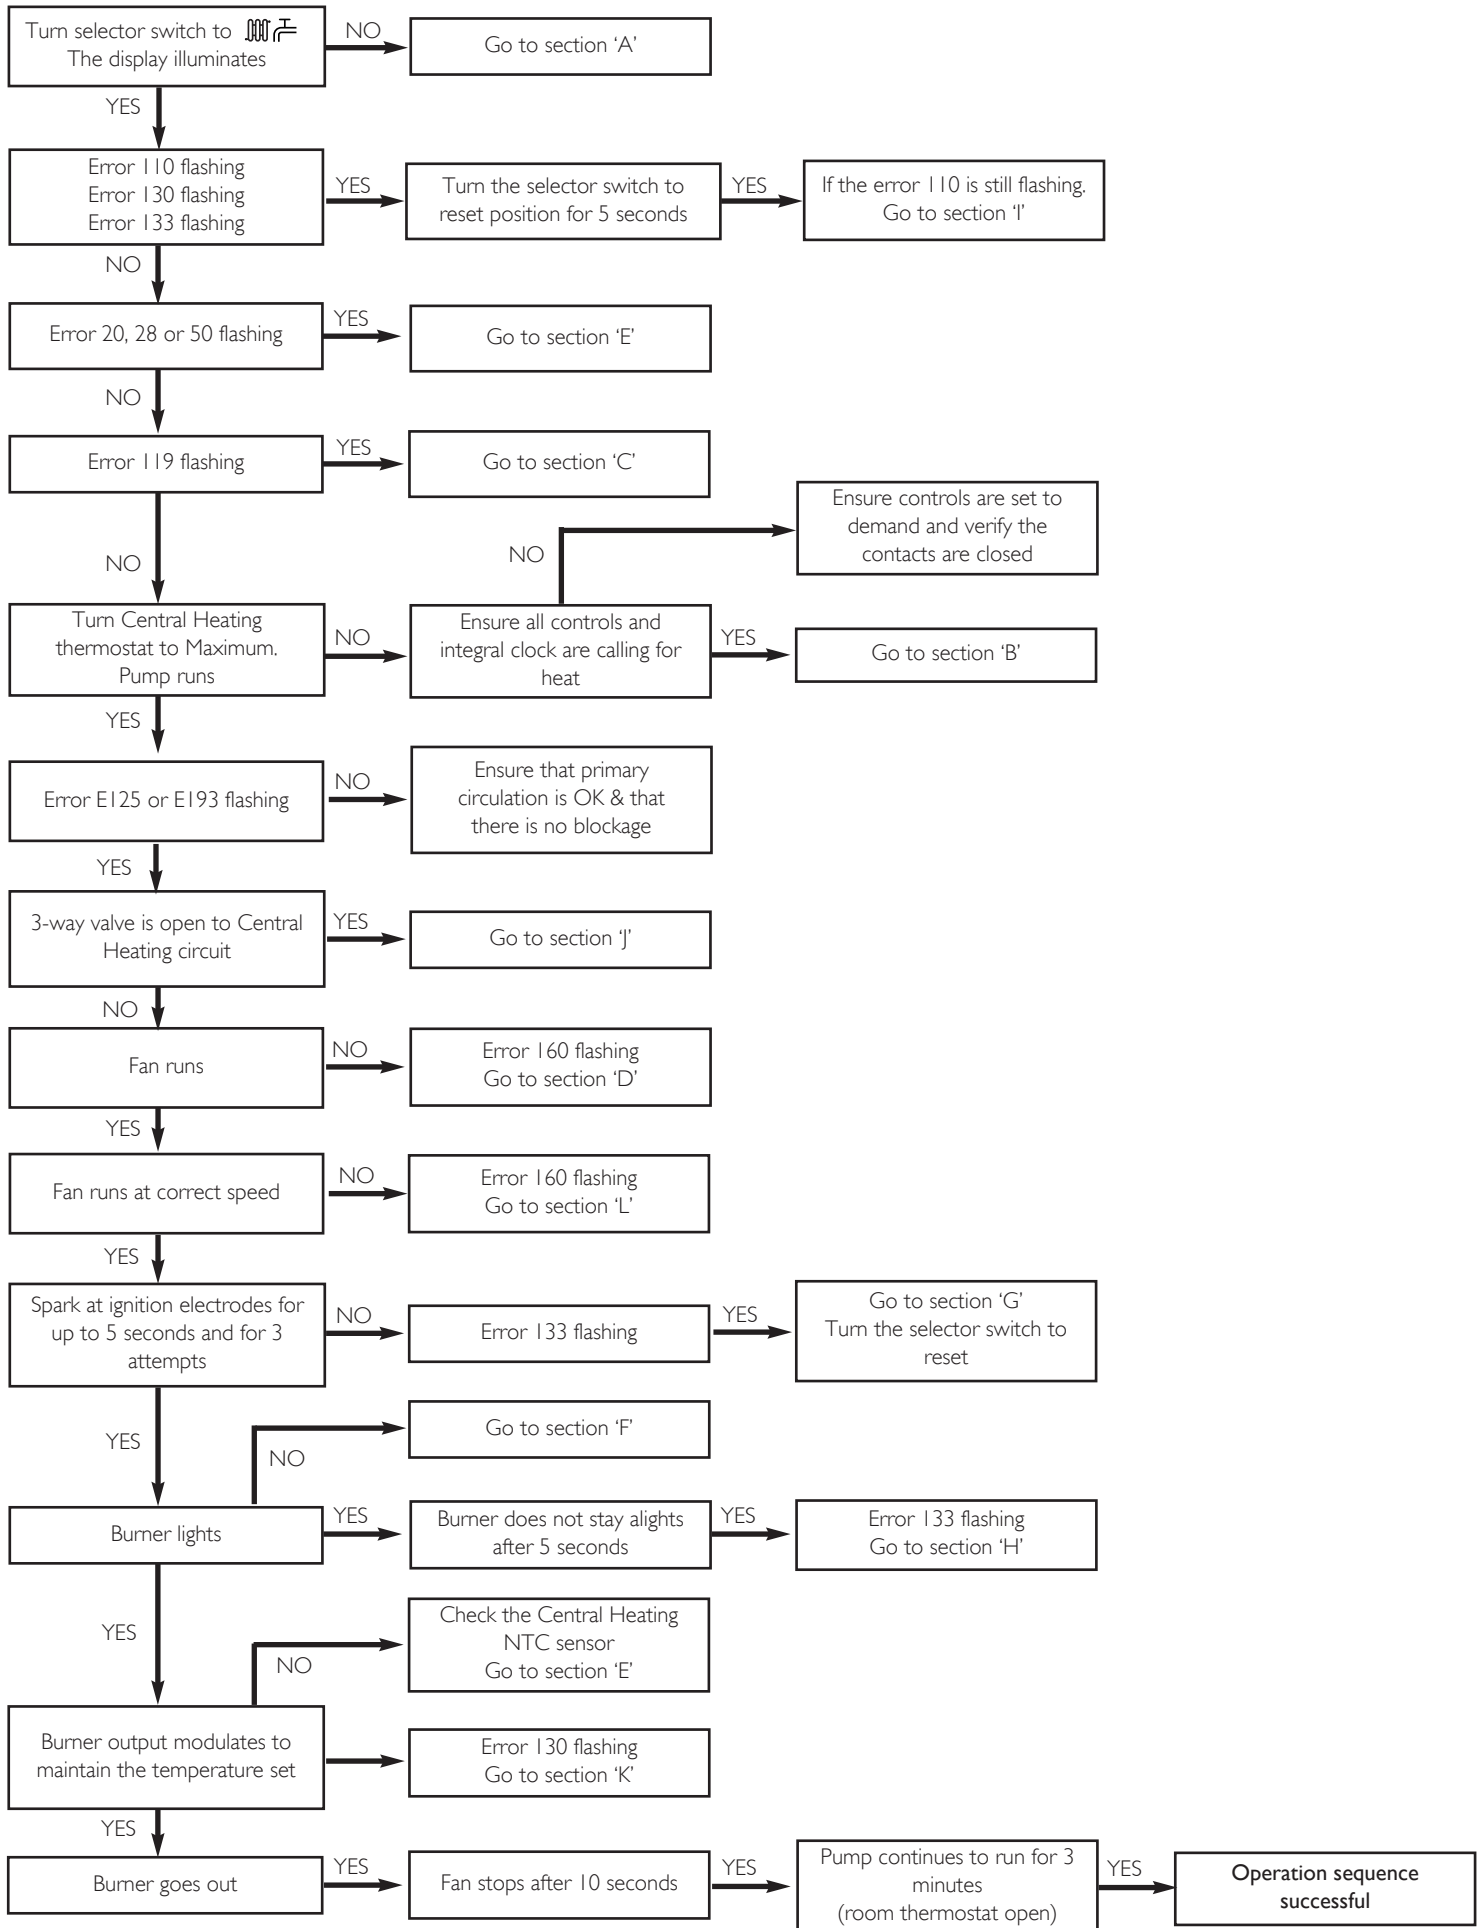 Turn selector switch to
The display illuminates
NO
Go to section ‘A’
YES
Error 110 flashing
Error 130 flashing
Error 133 flashing
YES
Turn the selector switch to
reset position for 5 seconds
YES
If the error 110 is still flashing.
Go to section ‘I’
NO
Error 20, 28 or 50 flashing
YES
Go to section ‘E’
NO
Error 119 flashing
YES
Go to section ‘C’
NO
Ensure controls are set to
demand and verify the
contacts are closed
NO
Turn Central Heating
thermostat to Maximum.
Pump runs
NO
Ensure all controls and
integral clock are calling for
heat
YES
Go to section ‘B’
YES
Error E125 or E193 flashing
NO
Ensure that primary
circulation is OK & that
there is no blockage
YES
3-way valve is open to Central
Heating circuit
YES
Go to section ‘J’
NO
Fan runs
NO
Error 160 flashing
Go to section ‘D’
YES
Fan runs at correct speed
NO
Error 160 flashing
Go to section ‘L’
YES
Spark at ignition electrodes for
up to 5 seconds and for 3
attempts
NO
Error 133 flashing
YES
Go to section ‘G’
Turn the selector switch to
reset
YES
Go to section ‘F’
NO
Burner lights
YES
Burner does not stay alights
after 5 seconds
YES
Error 133 flashing
Go to section ‘H’
YES
Check the Central Heating
NTC sensor
Go to section ‘E’
NO
Burner output modulates to
maintain the temperature set
Error 130 flashing
Go to section ‘K’
YES
Burner goes out
YES
Fan stops after 10 seconds
YES
Pump continues to run for 3
minutes
(room thermostat open)
YES
Operation sequence
successful